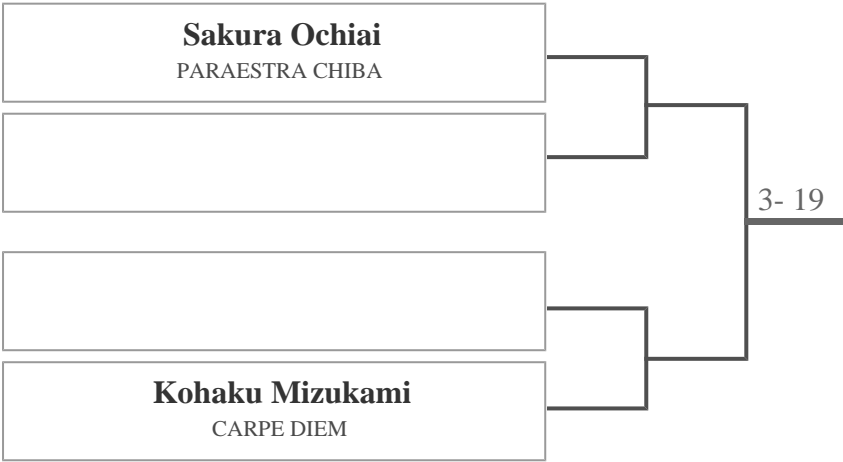 Sakura Ochiai
PARAESTRA CHIBA
3- 19
Kohaku Mizukami
CARPE DIEM